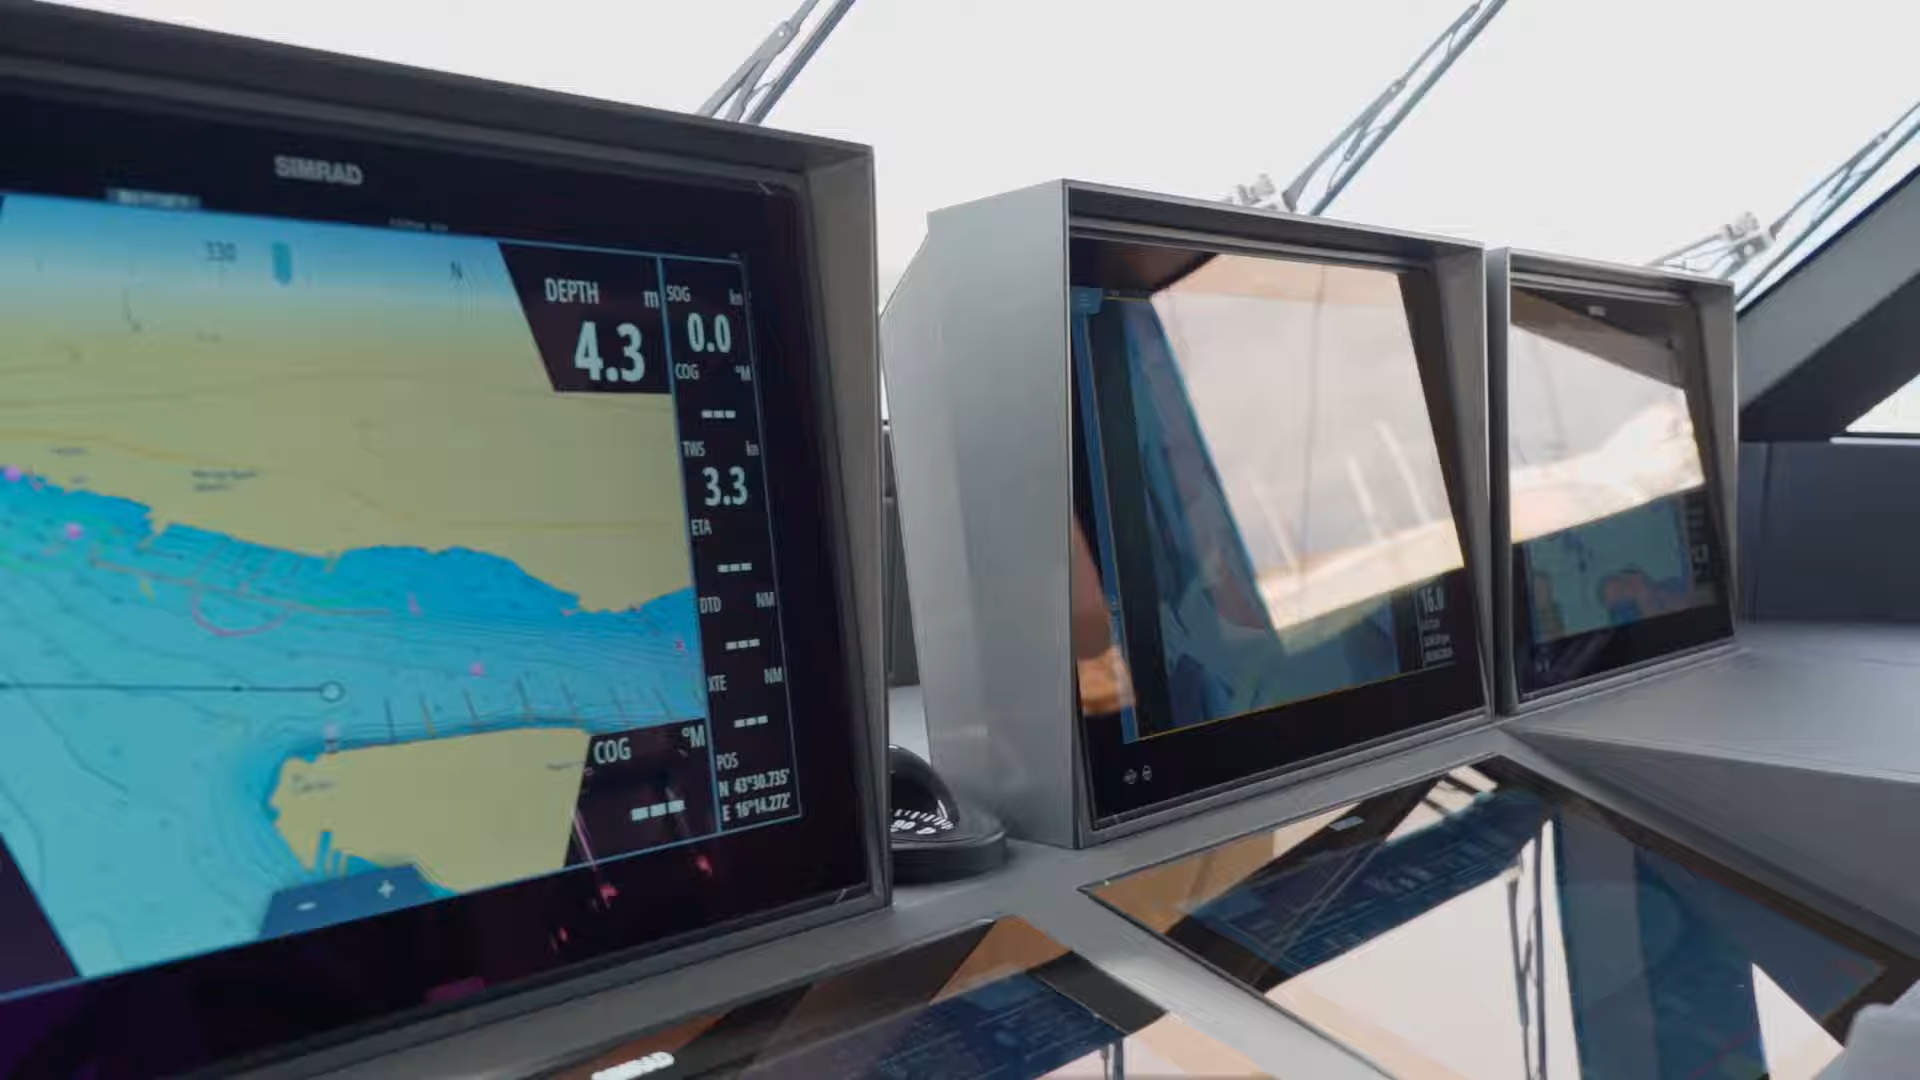 SIMRAD
330
N
DEPTH m
4.3
SOG kn
0.0
COG °M
---
TWS kn
3.3
ETA
---
DTD NM
---
XTE NM
---
COG °M
---
POS
N 43°30.735'
E 16°14.272'
+
-
16.0
SIMRAD